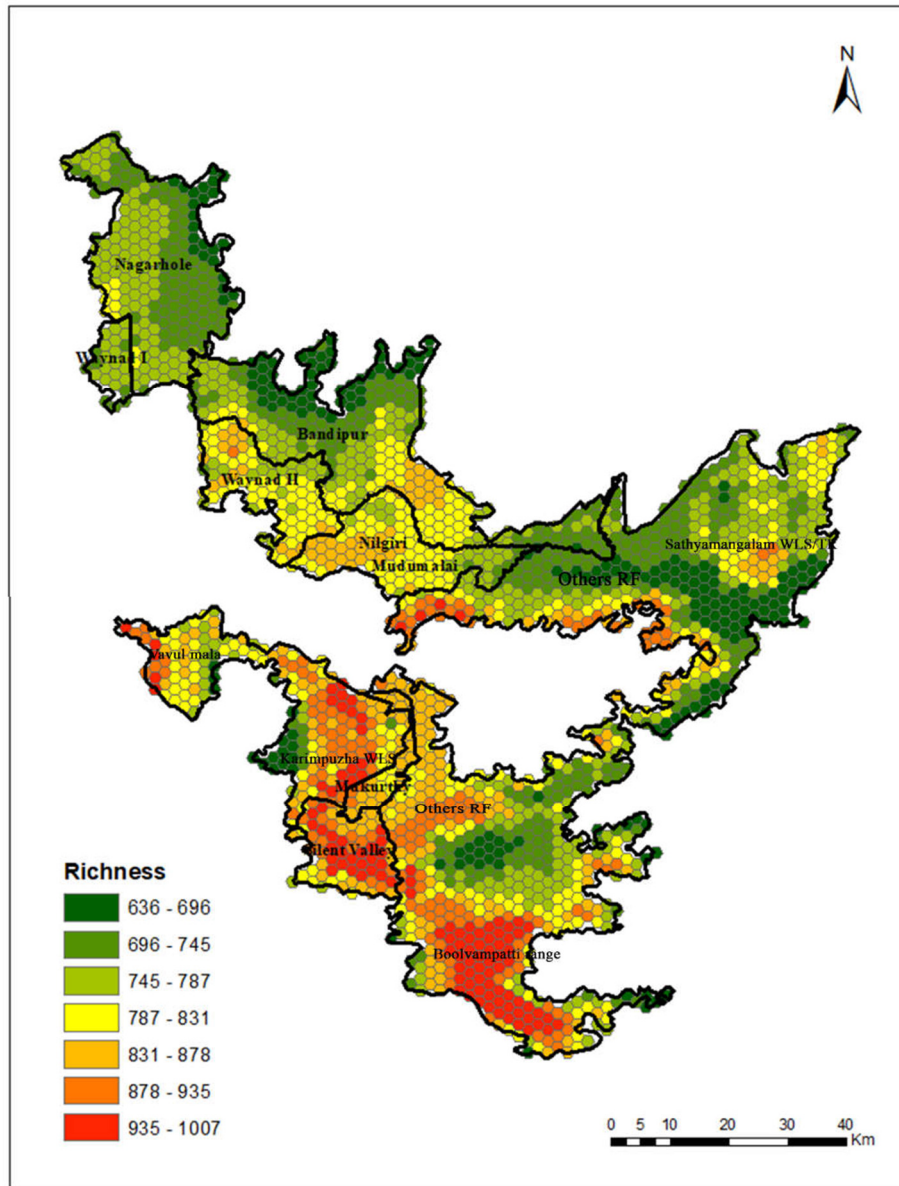 N
Nagarhole
Waynad I
Bandipur
Waynad II
Nilgiri
Mudumalai
Sathyamangalam WLS/TR
Others RF
Vavul mala
Karimpuzha WLS
Makurthy
Others RF
Silent Valley
Boolvampatti range
Richness
636 - 696
696 - 745
745 - 787
787 - 831
831 - 878
878 - 935
935 - 1007
0 5 10 20 30 40
Km